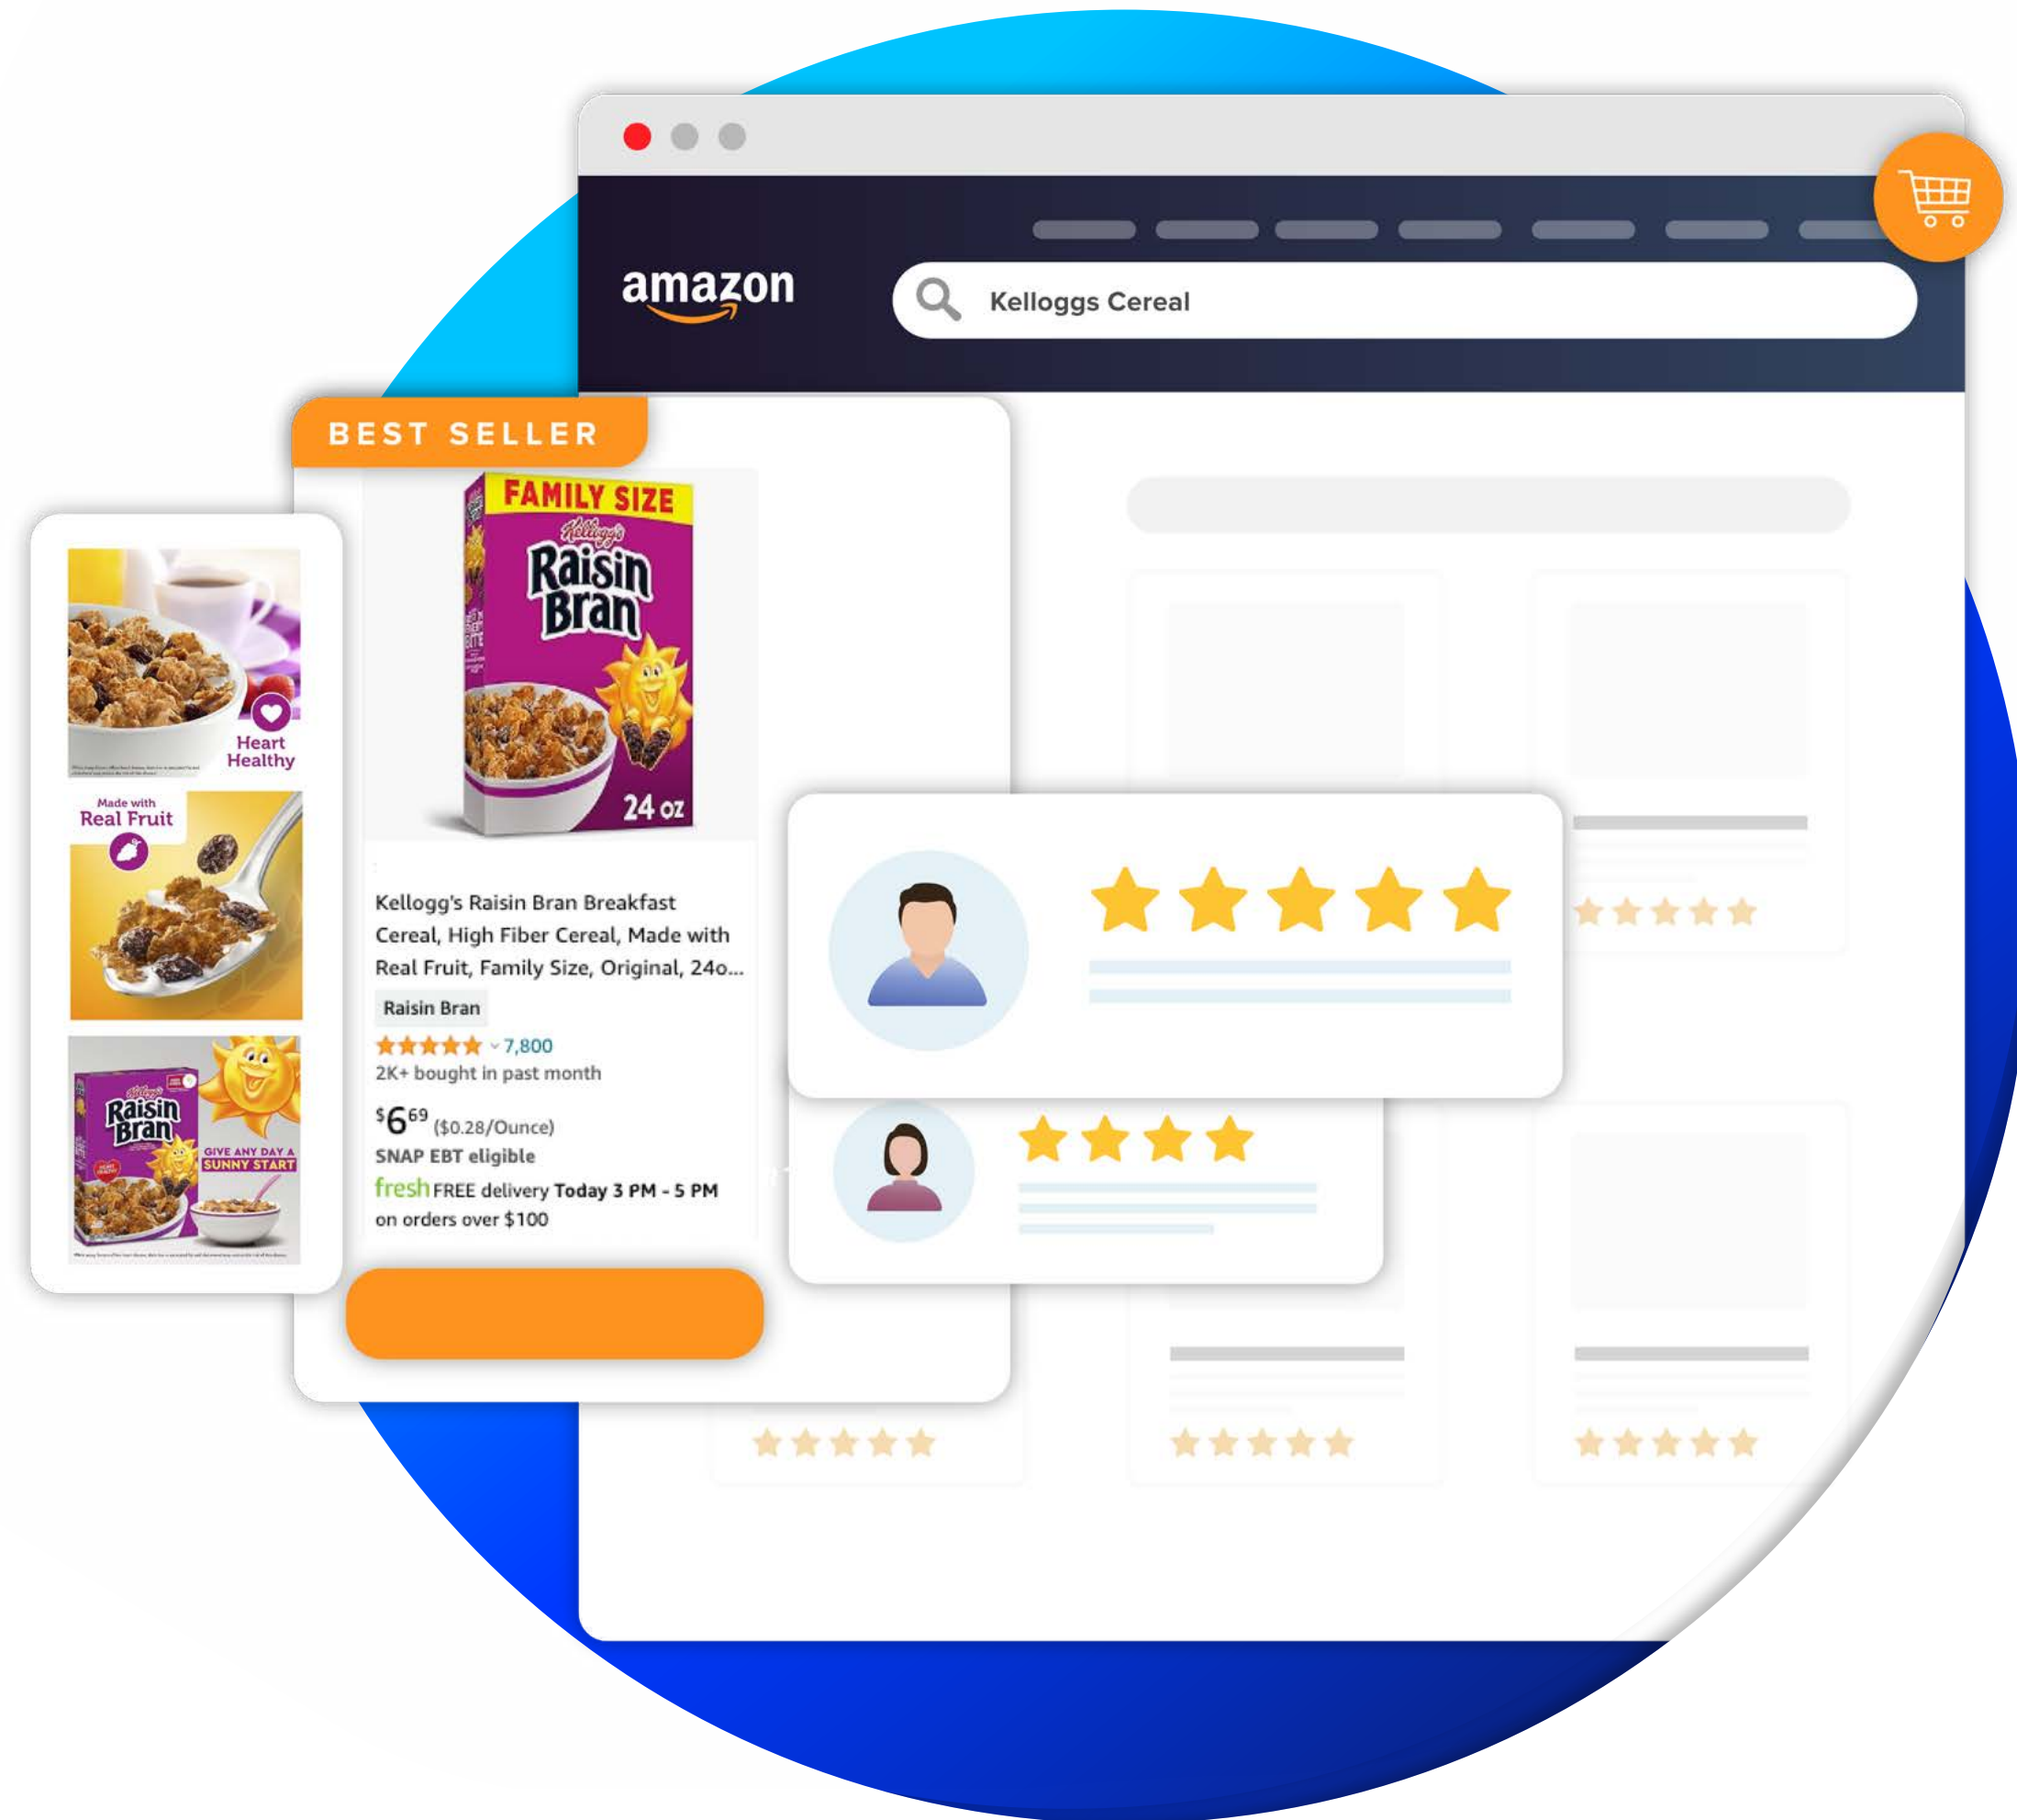 amazon
Kelloggs Cereal
BEST SELLER
FAMILY SIZE
Kellogg's
Raisin
Bran
24 oz
Heart
Healthy
Made with
Real Fruit
Kellogg's
Raisin
Bran
GIVE ANY DAY A
SUNNY START
Kellogg's Raisin Bran Breakfast
Cereal, High Fiber Cereal, Made with
Real Fruit, Family Size, Original, 24o...
Raisin Bran
7,800
2K+ bought in past month
$669 ($0.28/Ounce)
SNAP EBT eligible
fresh FREE delivery Today 3 PM - 5 PM
on orders over $100